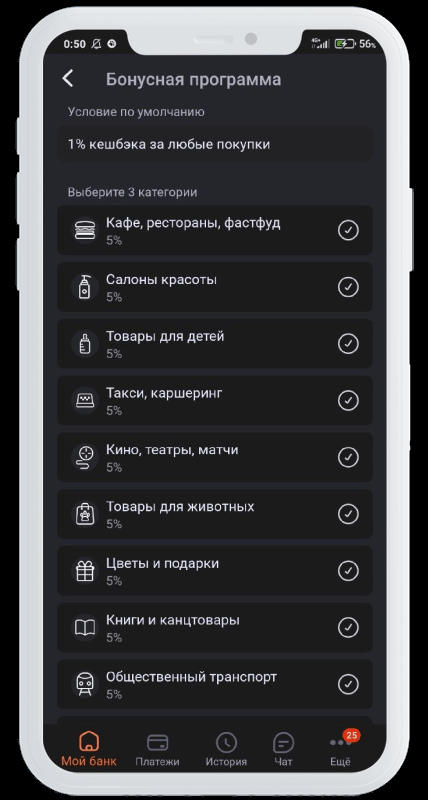 0:50
4G+
56%
Бонусная программа
Условие по умолчанию
1% кешбэка за любые покупки
Выберите 3 категории
Кафе, рестораны, фастфуд
5%
Салоны красоты
5%
Товары для детей
5%
Такси, каршеринг
5%
Кино, театры, матчи
5%
Товары для животных
5%
Цветы и подарки
5%
Книги и канцтовары
5%
Общественный транспорт
5%
25
Мой банк
Платежи
История
Чат
Ещё